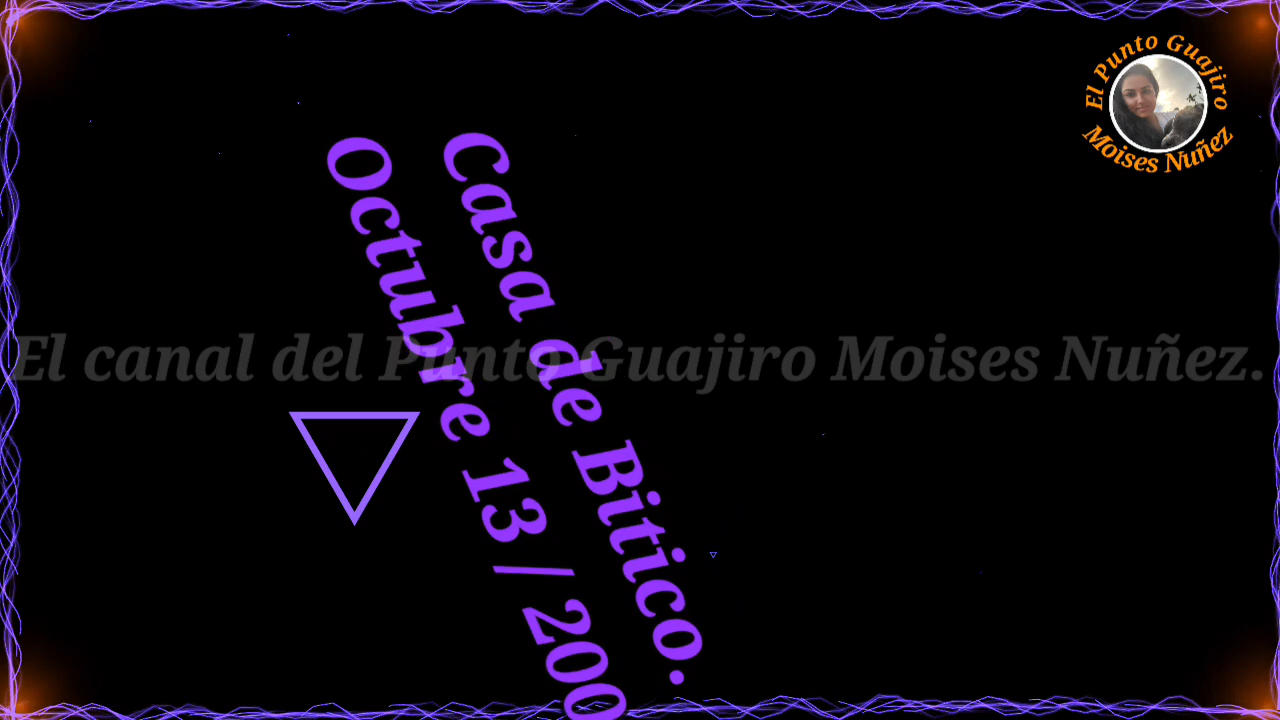 El Punto Guajiro
Moises Nuñez
Casa de Bitico.
Octubre 13 / 200
El canal del Punto Guajiro Moises Nuñez.